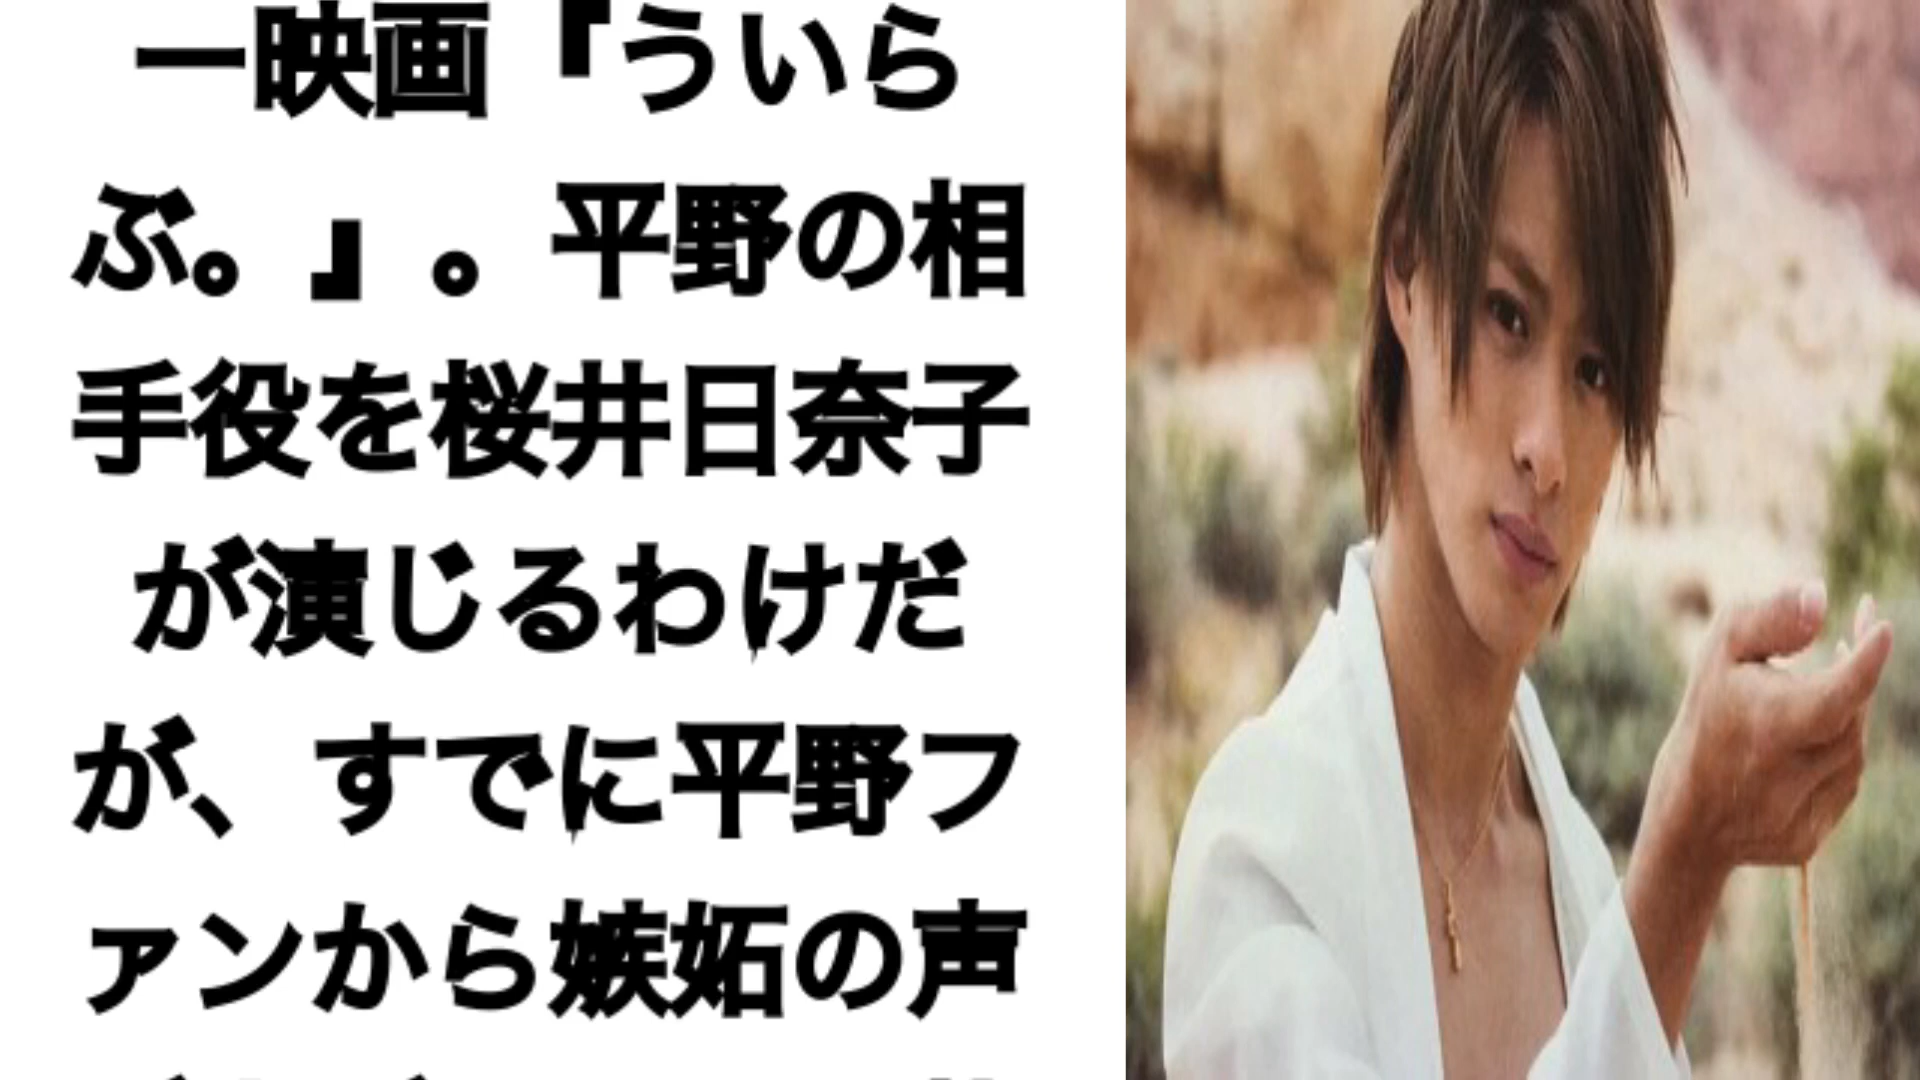 一映画『ういら
ぶ。』。平野の相
手役を桜井日奈子
が演じるわけだ
が、すでに平野フ
ァンから嫉妬の声